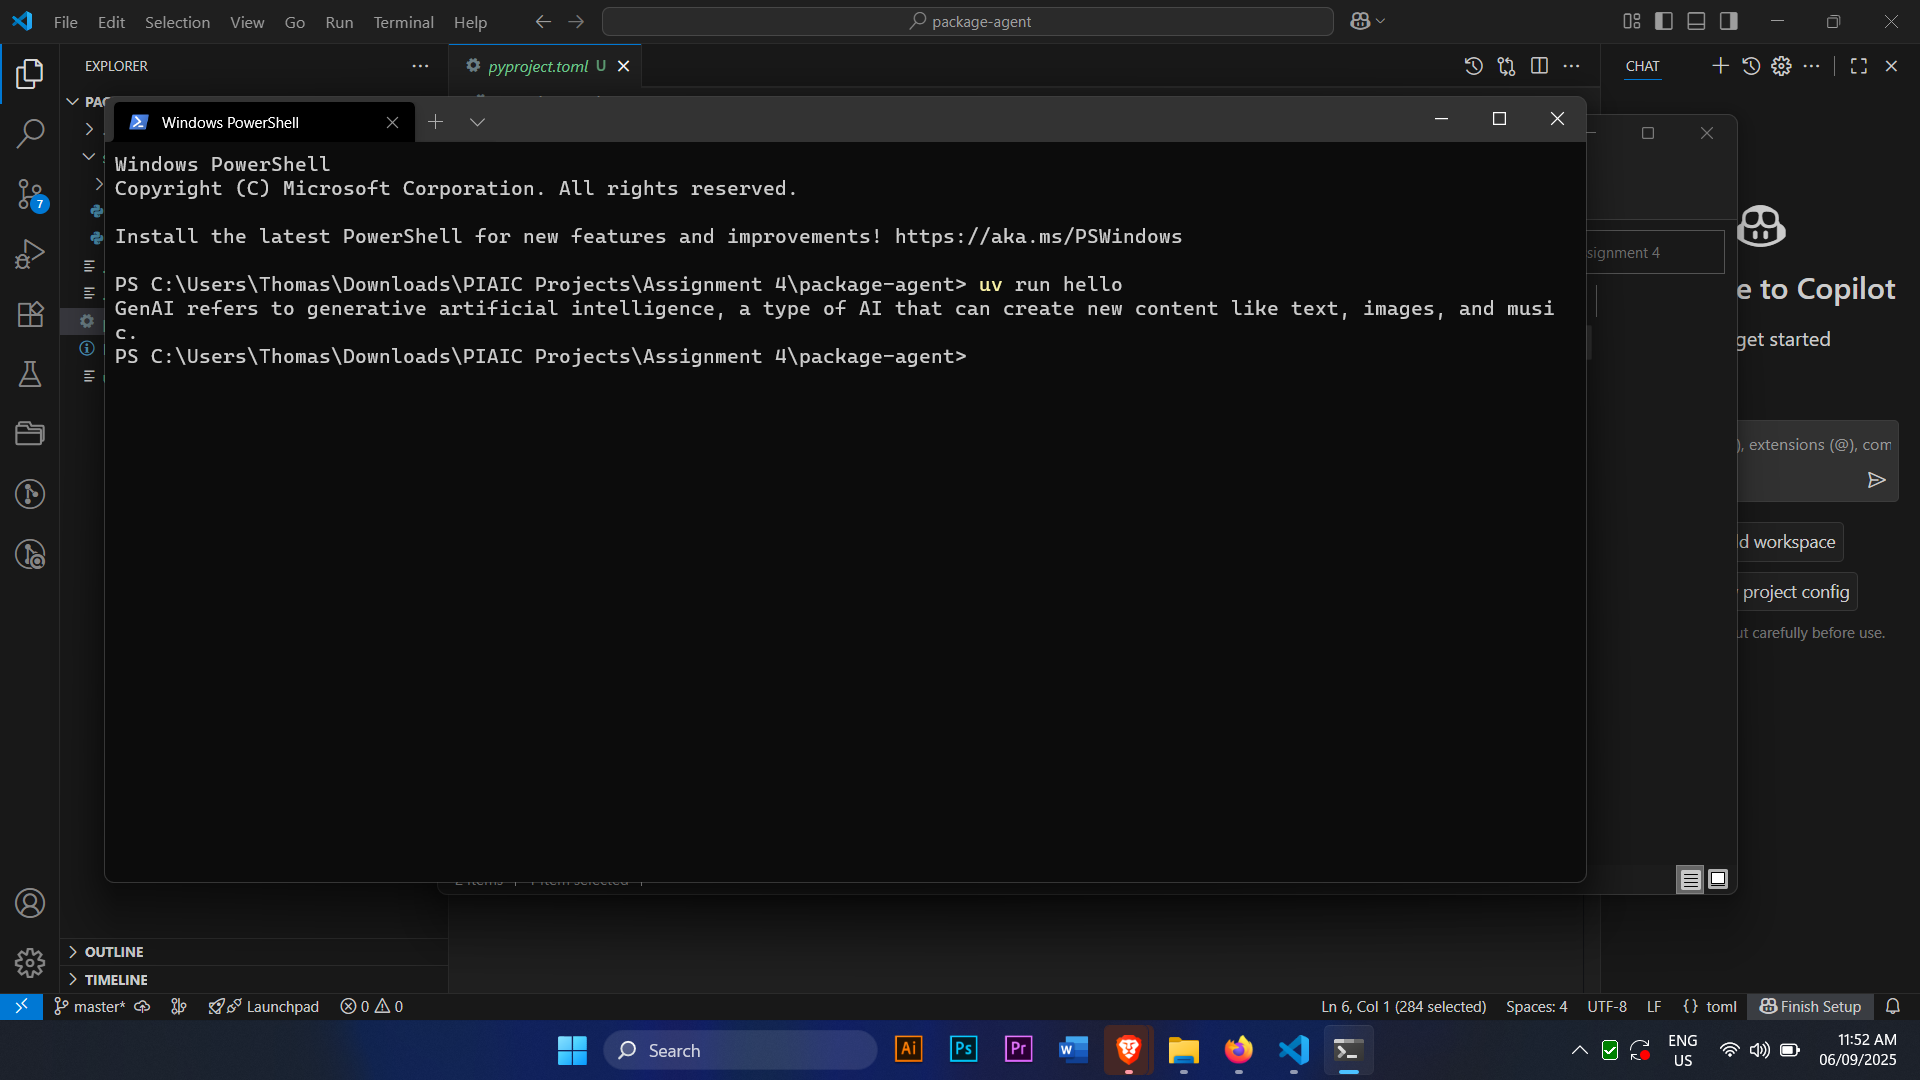 File Edit Selection View Go Run Terminal Help
package-agent
EXPLORER
pyproject.toml U
CHAT
Windows PowerShell
Windows PowerShell
Copyright (C) Microsoft Corporation. All rights reserved.
Install the latest PowerShell for new features and improvements! https://aka.ms/PSWindows
PS C:\Users\Thomas\Downloads\PIAIC Projects\Assignment 4\package-agent> uv run hello
GenAI refers to generative artificial intelligence, a type of AI that can create new content like text, images, and musi
c.
PS C:\Users\Thomas\Downloads\PIAIC Projects\Assignment 4\package-agent>
4
e to Copilot
get started
), extensions (@), com
d workspace
project config
ut carefully before use.
7
OUTLINE
TIMELINE
master*
Launchpad
0 0
Ln 6, Col 1 (284 selected)
Spaces: 4
UTF-8
LF
{} toml
Finish Setup
Search
Ai
Ps
Pr
W
ENG
US
11:52 AM
06/09/2025